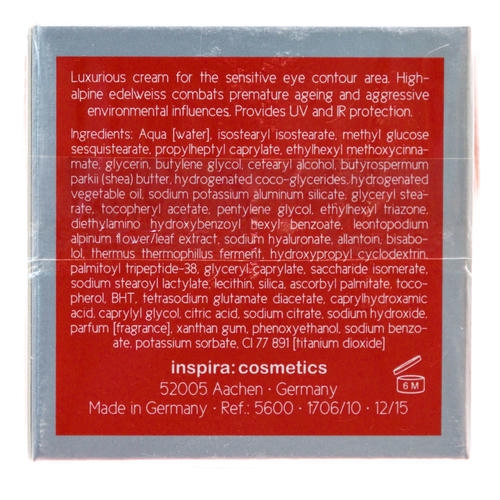 Luxurious cream for the sensitive eye contour area. High-
alpine edelweiss combats premature ageing and aggressive
environmental influences. Provides UV and IR protection.
Ingredients: Aqua [water], isostearyl isostearate, methyl glucose
sesquistearate, propylheptyl caprylate, ethylhexyl methoxycinna-
mate, glycerin, butylene glycol, cetearyl alcohol, butyrospermum
parkii (shea) butter, hydrogenated coco-glycerides, hydrogenated
vegetable oil, sodium potassium aluminum silicate, glyceryl stea-
rate, tocopheryl acetate, pentylene glycol, ethylhexyl triazone,
diethylamino hydroxybenzoyl hexyl benzoate, leontopodium
alpinum flower/leaf extract, sodium hyaluronate, allantoin, bisabo-
lol, thermus thermophillus ferment, hydroxypropyl cyclodextrin,
palmitoyl tripeptide-38, glyceryl caprylate, saccharide isomerate,
sodium stearoyl lactylate, lecithin, silica, ascorbyl palmitate, toco-
pherol, BHT, tetrasodium glutamate diacetate, caprylhydroxamic
acid, caprylyl glycol, citric acid, sodium citrate, sodium hydroxide,
parfum [fragrance], xanthan gum, phenoxyethanol, sodium benzo-
ate, potassium sorbate, CI 77 891 [titanium dioxide]
inspira: cosmetics
52005 Aachen · Germany
Made in Germany · Ref.: 5600 · 1706/10 · 12/15
6 M